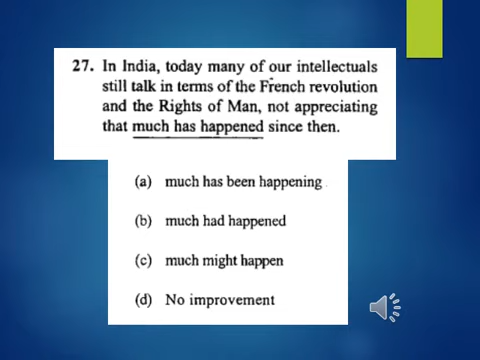 27. In India, today many of our intellectuals
still talk in terms of the French revolution
and the Rights of Man, not appreciating
that much has happened since then.
(a) much has been happening
(b) much had happened
(c) much might happen
(d) No improvement